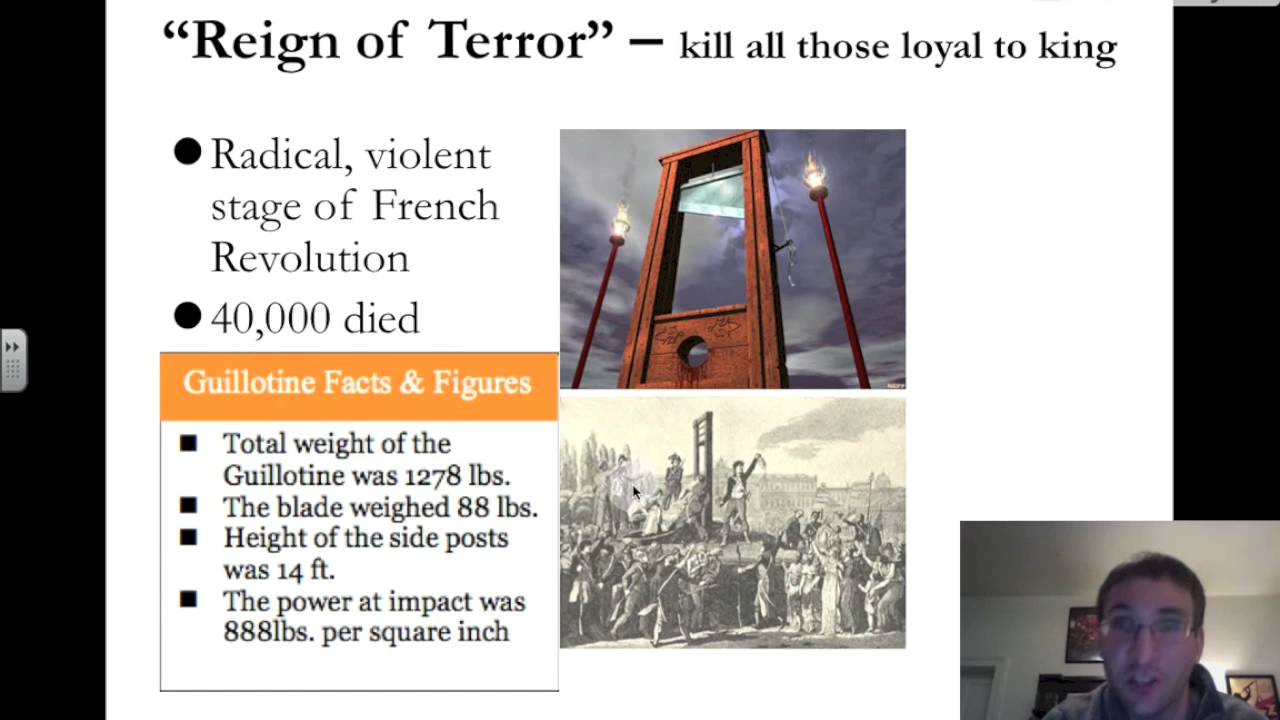 “Reign of Terror” – kill all those loyal to king
● Radical, violent
stage of French
Revolution
● 40,000 died
Guillotine Facts & Figures
■ Total weight of the
Guillotine was 1278 lbs.
■ The blade weighed 88 lbs.
■ Height of the side posts
was 14 ft.
■ The power at impact was
888lbs. per square inch
NEFF